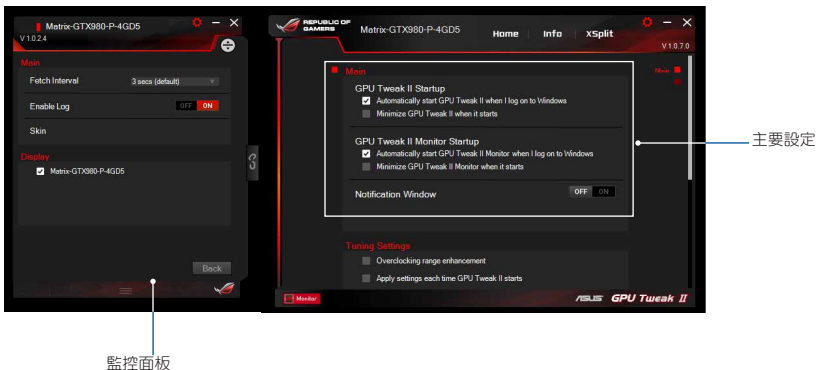 Matrix-GTX980-P-4GD5
V 1.0.2.4
Main
Fetch Interval 3 secs (default)
Enable Log OFF ON
Skin
Display
Matrix-GTX980-P-4GD5
Back
監控面板
REPUBLIC OF
GAMERS
Matrix-GTX980-P-4GD5
Home Info XSplit
V 1.0.7.0
Main
Main
GPU Tweak II Startup
Automatically start GPU Tweak II when I log on to Windows
Minimize GPU Tweak II when it starts
GPU Tweak II Monitor Startup
Automatically start GPU Tweak II Monitor when I log on to Windows
Minimize GPU Tweak II Monitor when it starts
Notification Window OFF ON
Tuning Settings
Overclocking range enhancement
Apply settings each time GPU Tweak II starts
Monitor
ASUS GPU Tweak II
主要設定